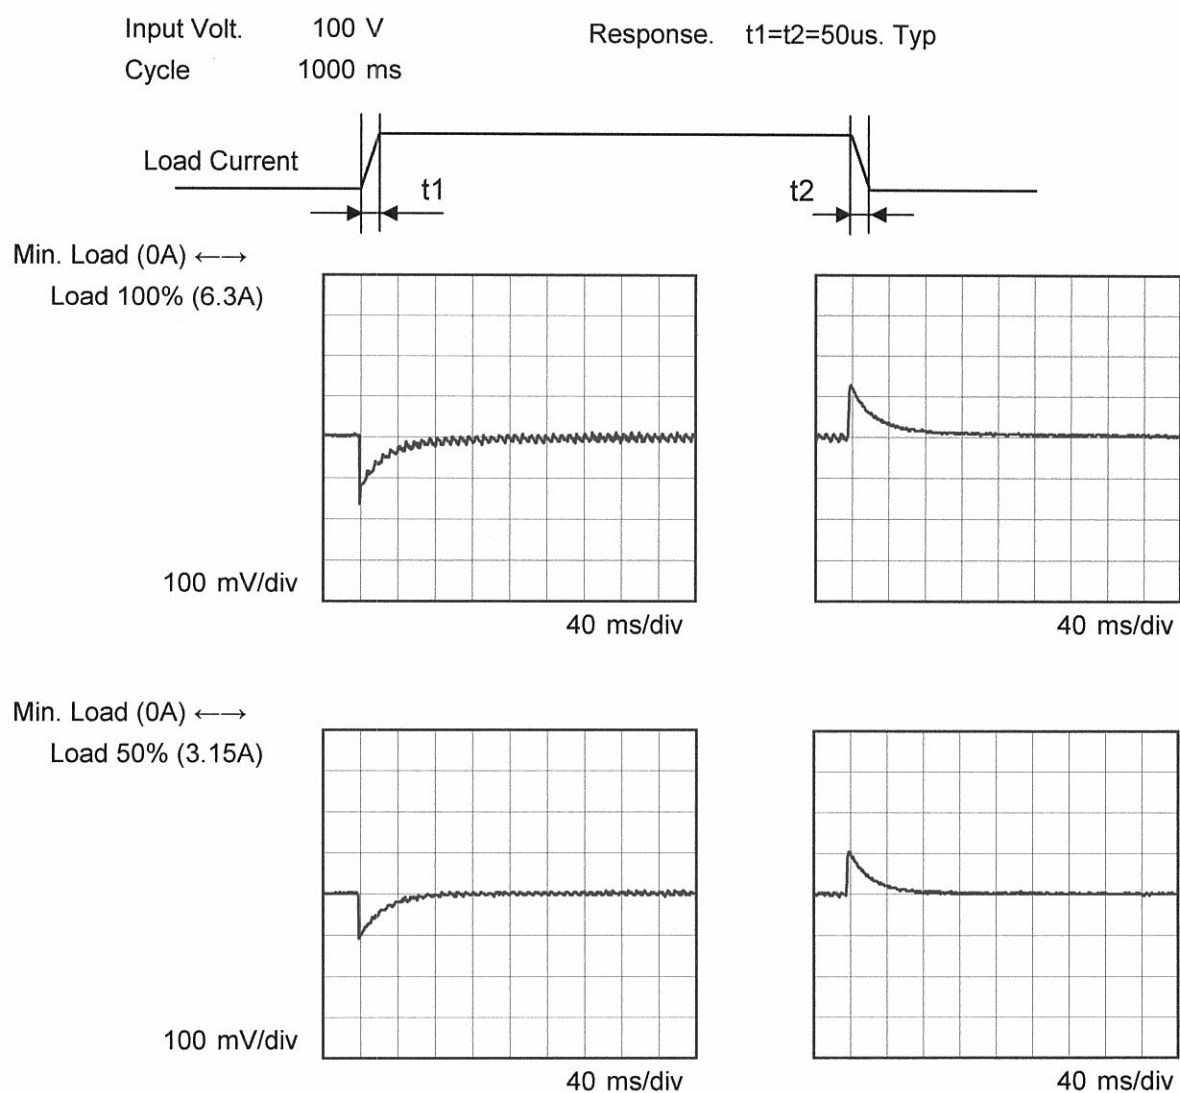 Input Volt. 100 V
Response. t1=t2=50us. Typ
Cycle 1000 ms
Load Current
t1
t2
Min. Load (0A) ←→
Load 100% (6.3A)
100 mV/div
40 ms/div
40 ms/div
Min. Load (0A) ←→
Load 50% (3.15A)
100 mV/div
40 ms/div
40 ms/div